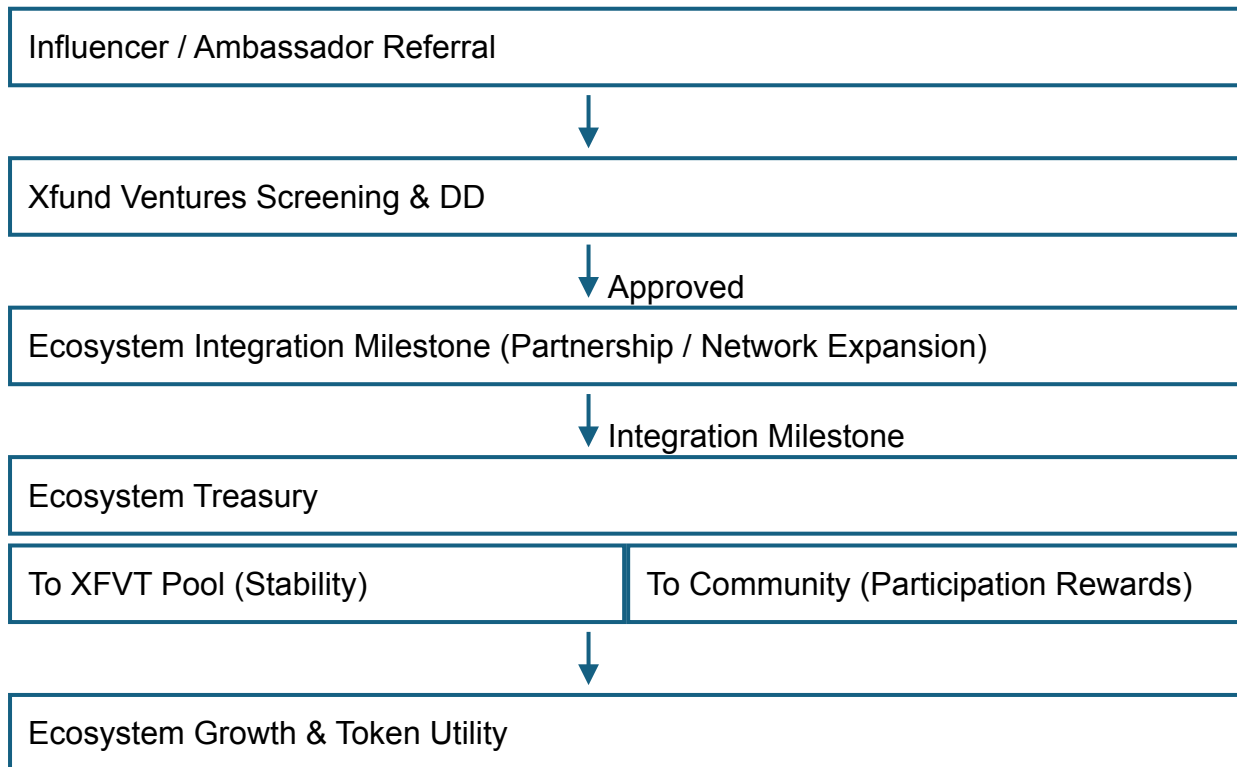 Influencer / Ambassador Referral
Xfund Ventures Screening & DD
Approved
Ecosystem Integration Milestone (Partnership / Network Expansion)
Integration Milestone
Ecosystem Treasury
To XFVT Pool (Stability)
To Community (Participation Rewards)
Ecosystem Growth & Token Utility